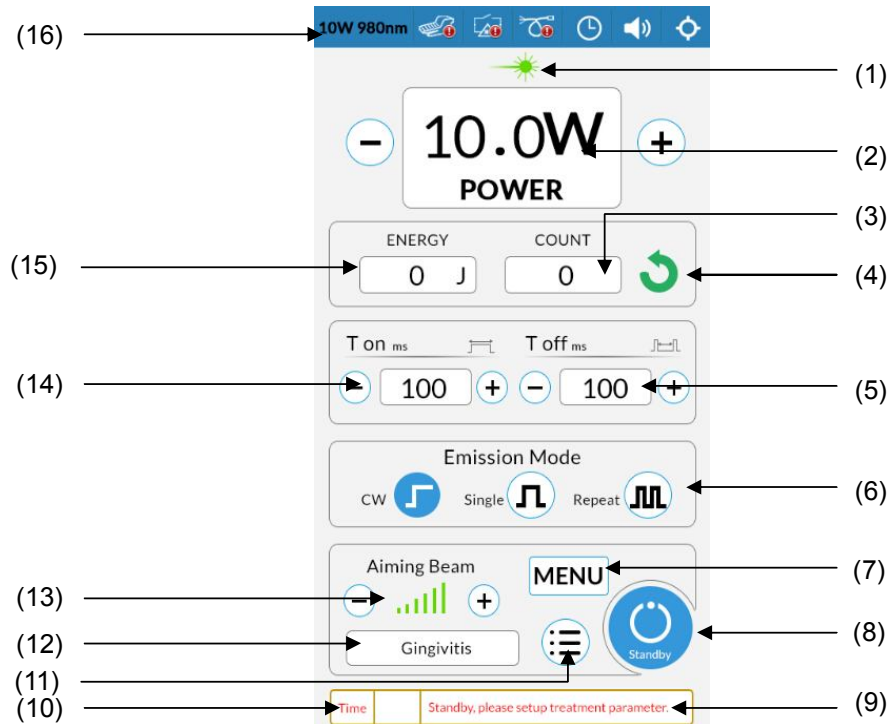 (16)
10W 980nm
(1)
10.0W
(2)
POWER
(3)
ENERGY
COUNT
(15)
0 J
0
(4)
T on ms
T off ms
(14)
100
100
(5)
Emission Mode
CW
Single
Repeat
(6)
Aiming Beam
MENU
(7)
(13)
(8)
(12)
Gingivitis
Standby
(11)
(10)
Time
Standby, please setup treatment parameter.
(9)